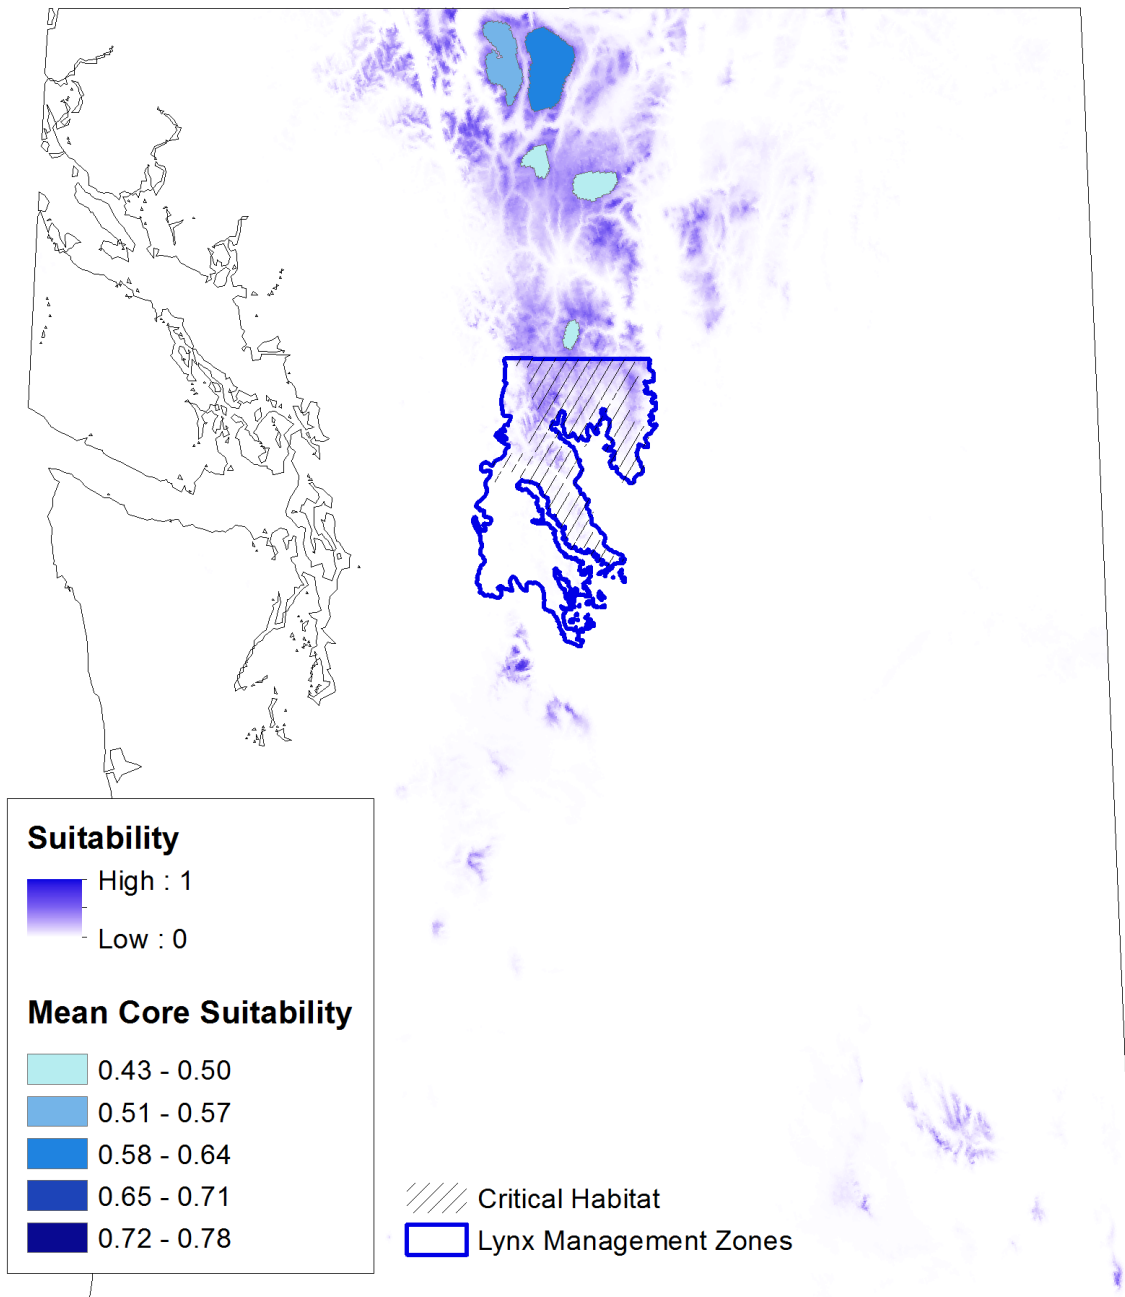 Suitability
High : 1
Low : 0
Mean Core Suitability
0.43 - 0.50
0.51 - 0.57
0.58 - 0.64
0.65 - 0.71
0.72 - 0.78
Critical Habitat
Lynx Management Zones